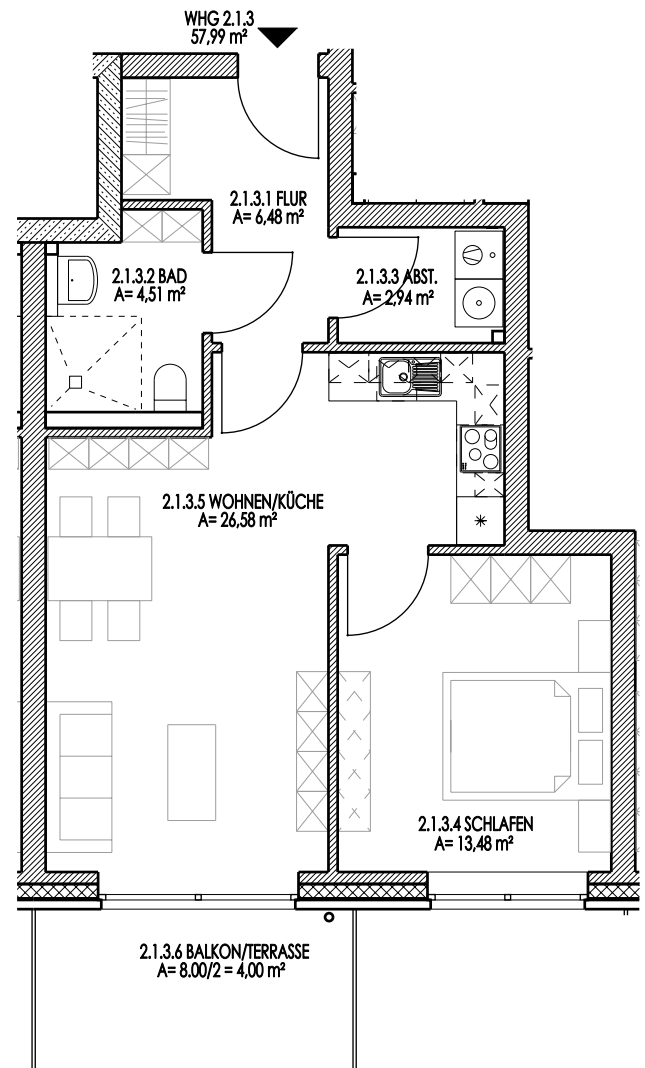 WHG 2.1.3
57,99 m²
2.1.3.1 FLUR
A= 6,48 m²
2.1.3.2 BAD
A= 4,51 m²
2.1.3.3 ABST.
A= 2,94 m²
2.1.3.5 WOHNEN/KÜCHE
A= 26,58 m²
2.1.3.4 SCHLAFEN
A= 13,48 m²
2.1.3.6 BALKON/TERRASSE
A= 8.00/2 = 4,00 m²